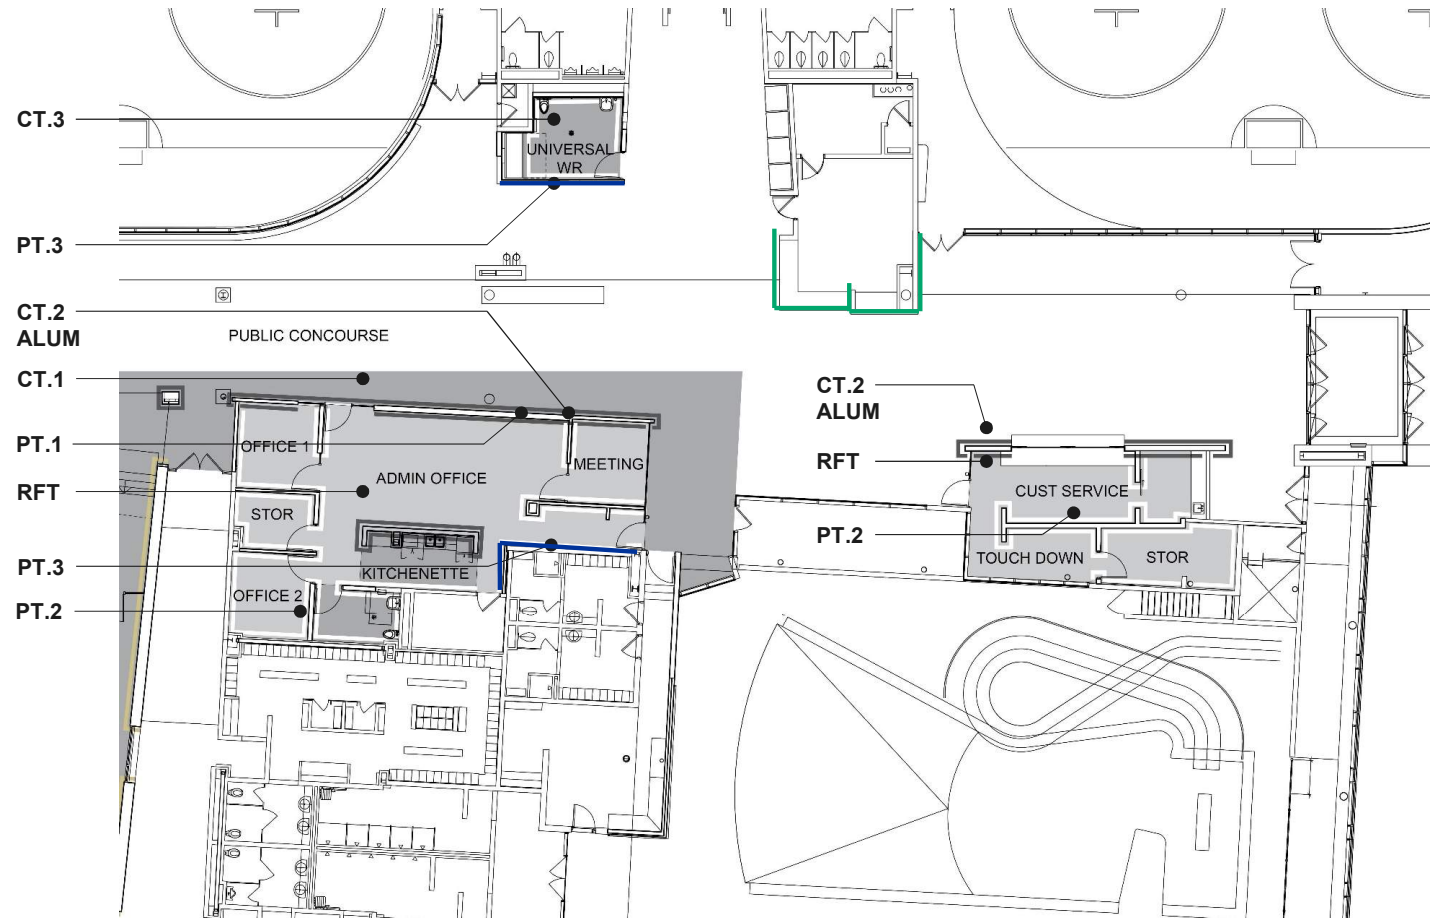 CT.3
UNIVERSAL
WR
PT.3
CT.2
ALUM
PUBLIC CONCOURSE
CT.1
CT.2
ALUM
PT.1
OFFICE 1
MEETING
RFT
ADMIN OFFICE
RFT
CUST SERVICE
STOR
PT.2
PT.3
KITCHENETTE
TOUCH DOWN
STOR
PT.2
OFFICE 2